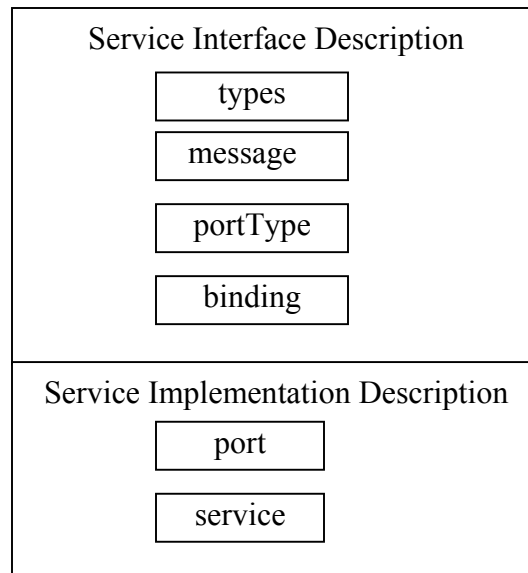 Service Interface Description
types
message
portType
binding
Service Implementation Description
port
service